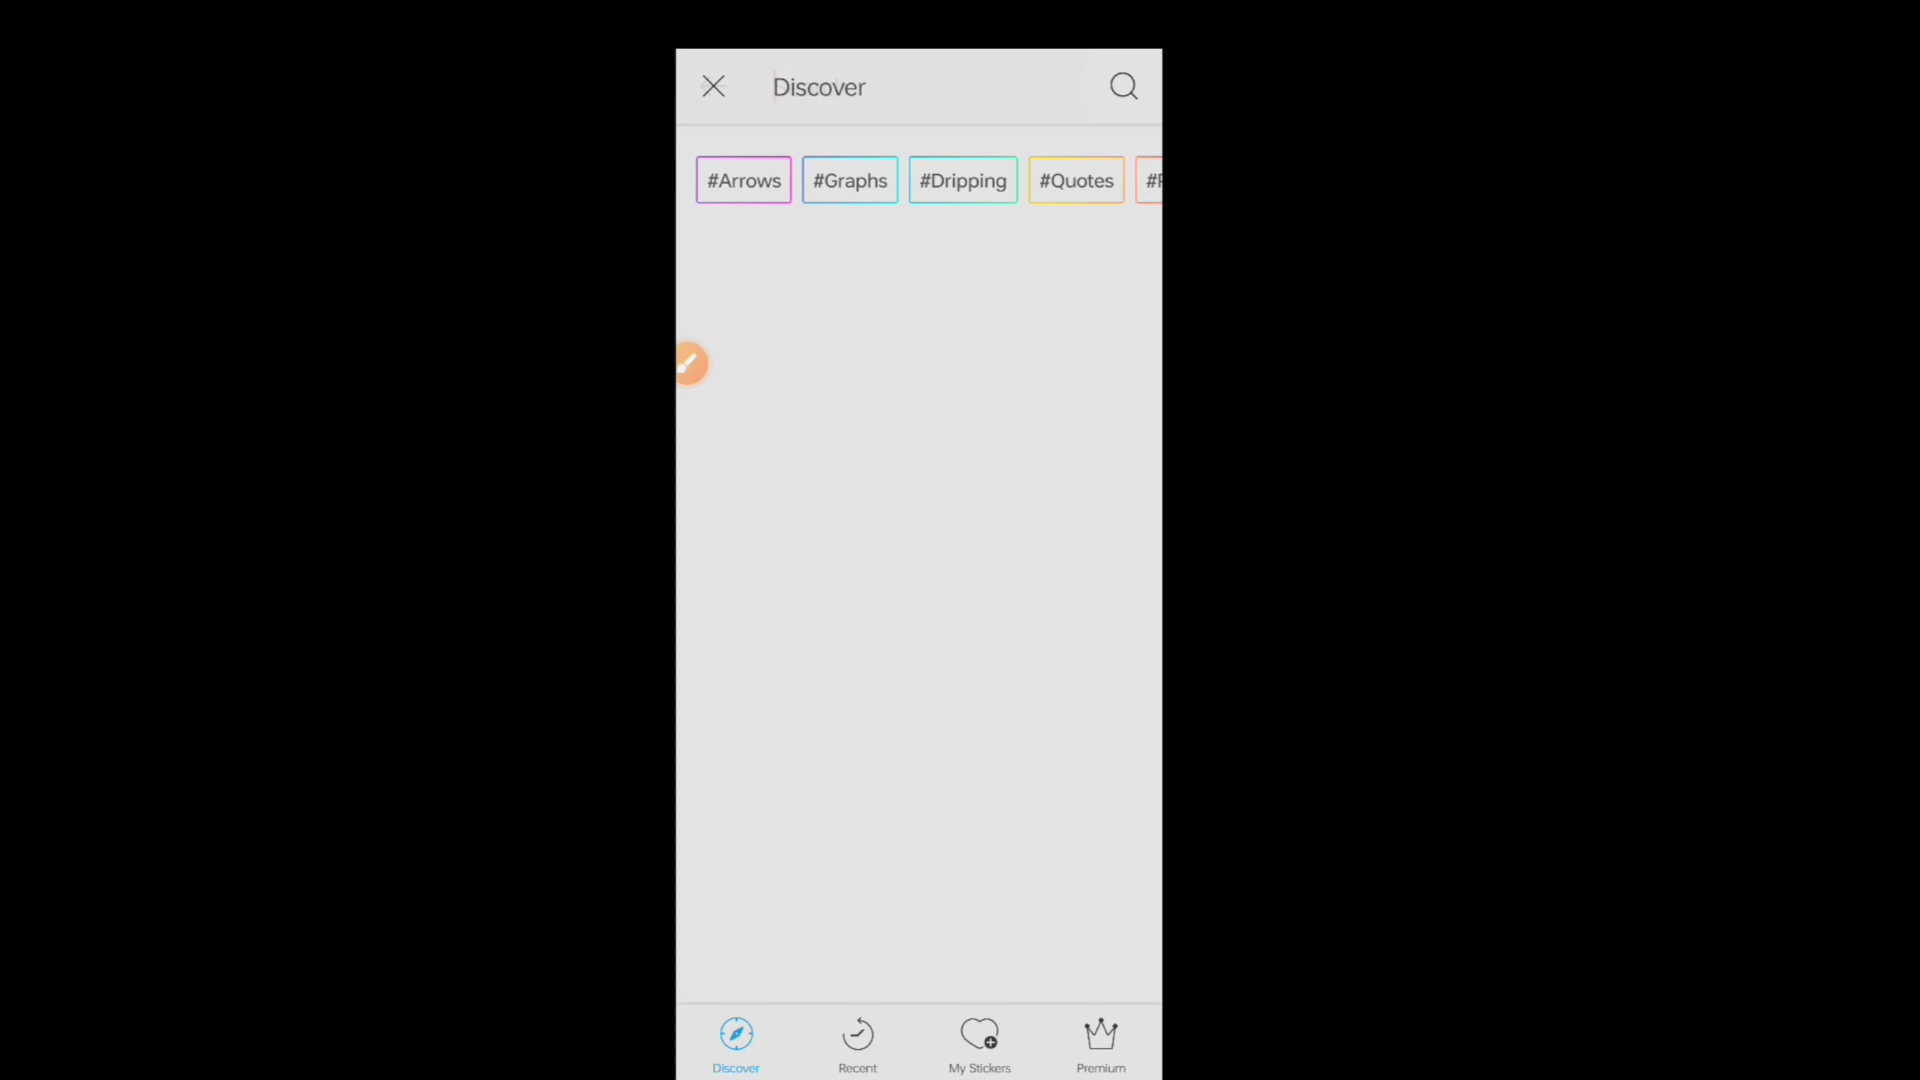 Discover
#Arrows #Graphs #Dripping #Quotes
Discover Recent My Stickers Premium